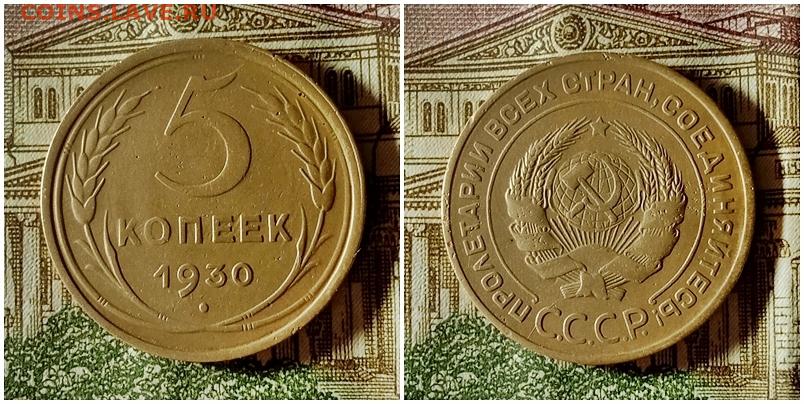 COINS.LAVE.RU
5
КОПЕЕК
1930
ПРОЛЕТАРИИ ВСЕХ СТРАН, СОЕДИНЯЙТЕСЬ!
С.С.С.Р.